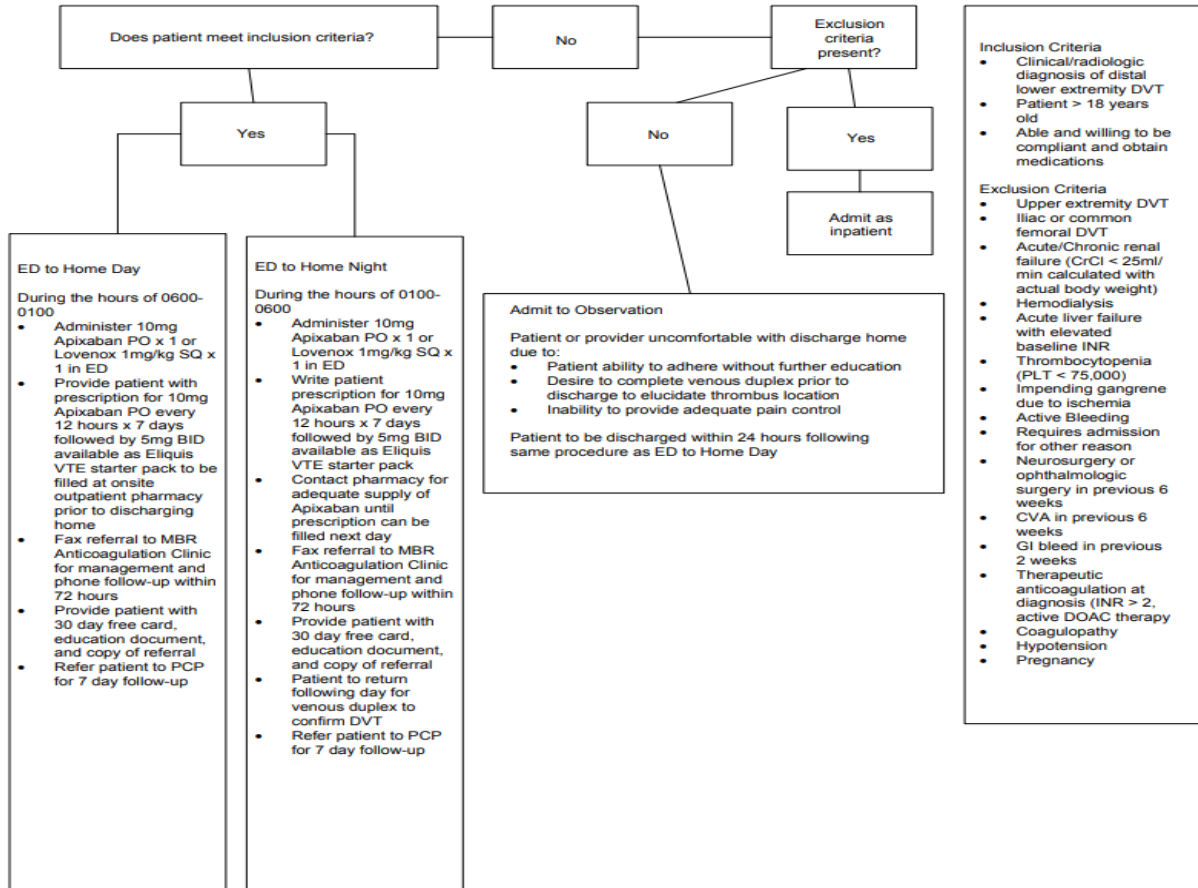 Does patient meet inclusion criteria?
No
Exclusion
criteria
present?
Yes
No
Yes
Admit as
inpatient
ED to Home Day
During the hours of 0600-
0100
• Administer 10mg
Apixaban PO x 1 or
Lovenox 1mg/kg SQ x
1 in ED
• Provide patient with
prescription for 10mg
Apixaban PO every
12 hours x 7 days
followed by 5mg BID
available as Eliquis
VTE starter pack to be
filled at onsite
outpatient pharmacy
prior to discharging
home
• Fax referral to MBR
Anticoagulation Clinic
for management and
phone follow-up within
72 hours
• Provide patient with
30 day free card,
education document,
and copy of referral
• Refer patient to PCP
for 7 day follow-up
ED to Home Night
During the hours of 0100-
0600
• Administer 10mg
Apixaban PO x 1 or
Lovenox 1mg/kg SQ x
1 in ED
• Write patient
prescription for 10mg
Apixaban PO every
12 hours x 7 days
followed by 5mg BID
available as Eliquis
VTE starter pack
• Contact pharmacy for
adequate supply of
Apixaban until
prescription can be
filled next day
• Fax referral to MBR
Anticoagulation Clinic
for management and
phone follow-up within
72 hours
• Provide patient with
30 day free card,
education document,
and copy of referral
• Patient to return
following day for
venous duplex to
confirm DVT
• Refer patient to PCP
for 7 day follow-up
Admit to Observation
Patient or provider uncomfortable with discharge home
due to:
• Patient ability to adhere without further education
• Desire to complete venous duplex prior to
discharge to elucidate thrombus location
• Inability to provide adequate pain control
Patient to be discharged within 24 hours following
same procedure as ED to Home Day
Inclusion Criteria
• Clinical/radiologic
diagnosis of distal
lower extremity DVT
• Patient > 18 years
old
• Able and willing to be
compliant and obtain
medications
Exclusion Criteria
• Upper extremity DVT
• Iliac or common
femoral DVT
• Acute/Chronic renal
failure (CrCl < 25ml/
min calculated with
actual body weight)
• Hemodialysis
• Acute liver failure
with elevated
baseline INR
• Thrombocytopenia
(PLT < 75,000)
• Impending gangrene
due to ischemia
• Active Bleeding
• Requires admission
for other reason
• Neurosurgery or
ophthalmologic
surgery in previous 6
weeks
• CVA in previous 6
weeks
• GI bleed in previous
2 weeks
• Therapeutic
anticoagulation at
diagnosis (INR > 2,
active DOAC therapy
• Coagulopathy
• Hypotension
• Pregnancy